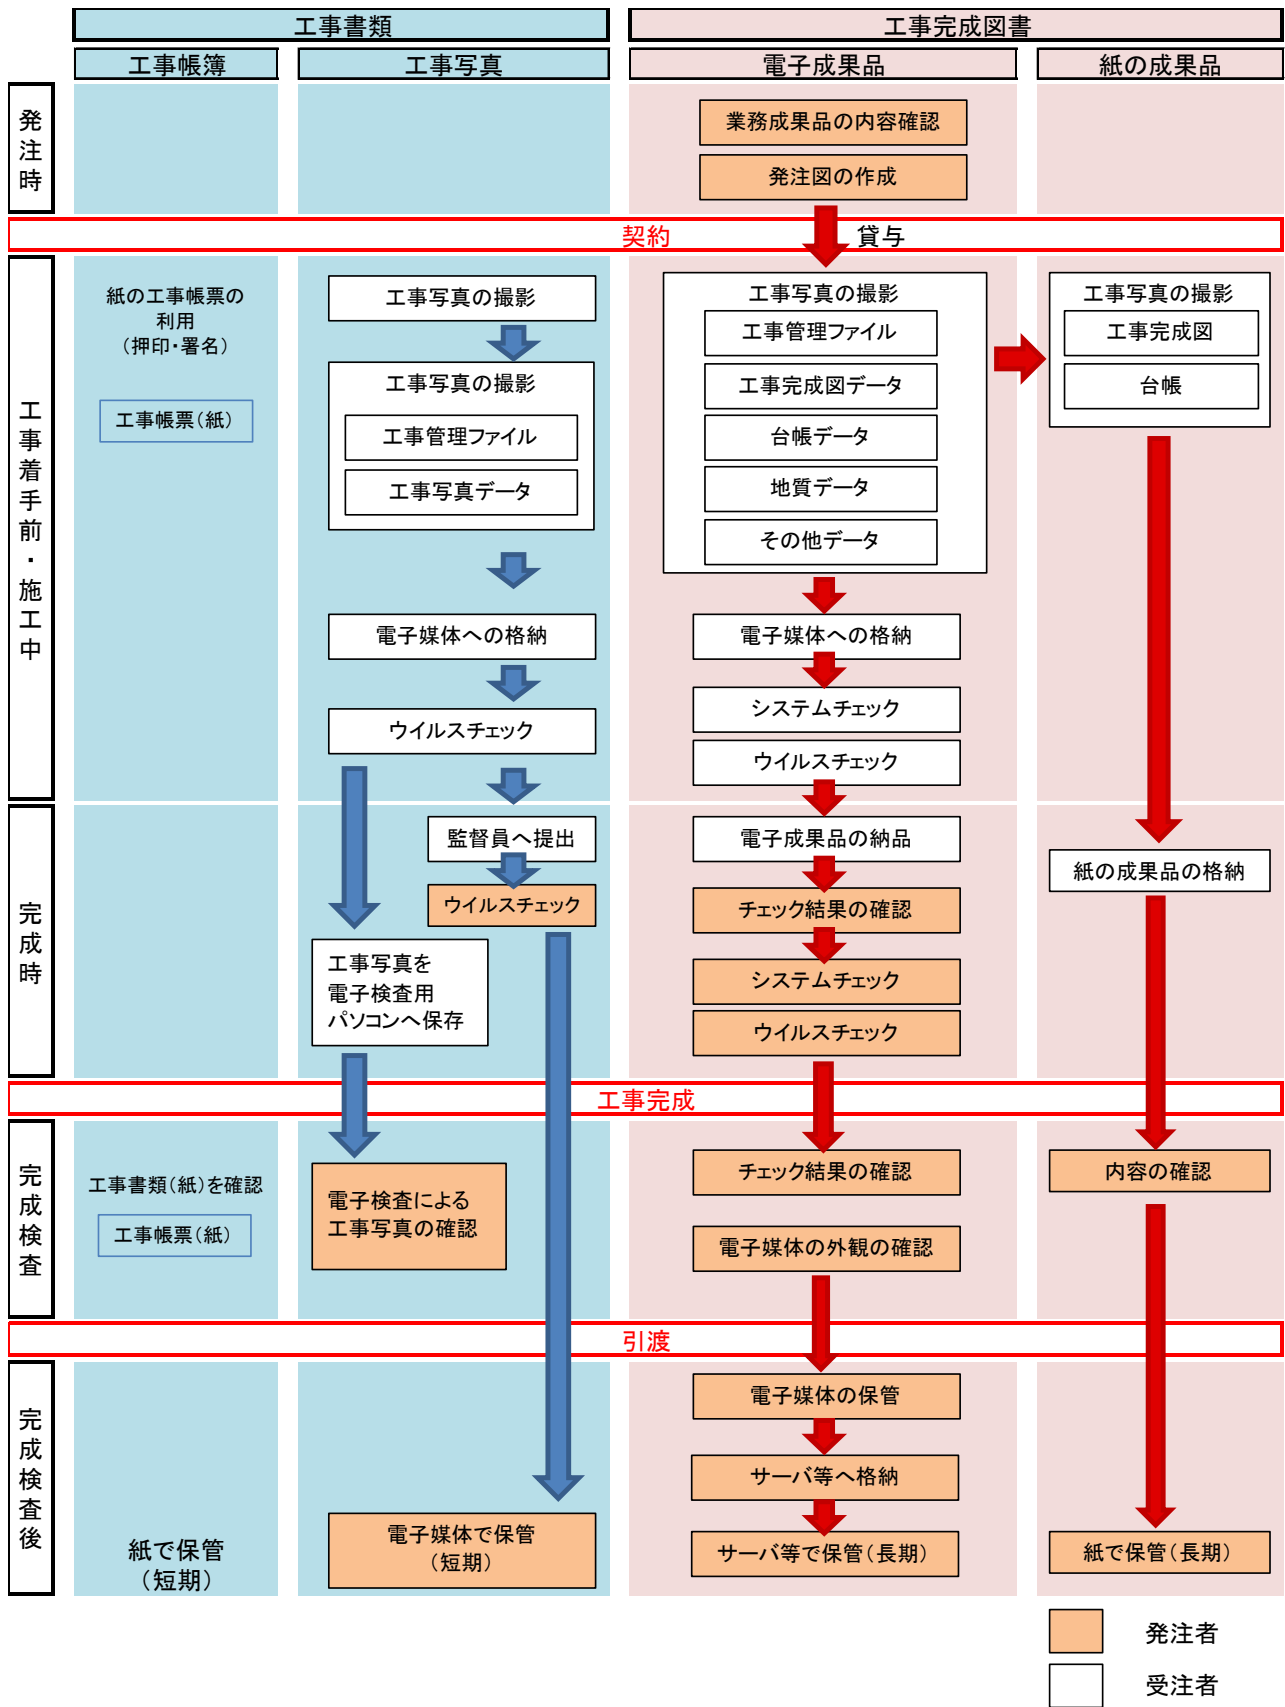 工事書類
工事完成図書
工事帳簿
工事写真
電子成果品
紙の成果品
発注時
業務成果品の内容確認
発注図の作成
契約
貸与
工事着手前・施工中
紙の工事帳票の
利用
（押印・署名）
工事帳票（紙）
工事写真の撮影
工事写真の撮影
工事管理ファイル
工事写真データ
電子媒体への格納
ウイルスチェック
工事写真の撮影
工事管理ファイル
工事完成図データ
台帳データ
地質データ
その他データ
電子媒体への格納
システムチェック
ウイルスチェック
工事写真の撮影
工事完成図
台帳
完成時
監督員へ提出
ウイルスチェック
工事写真を
電子検査用
パソコンへ保存
電子成果品の納品
チェック結果の確認
システムチェック
ウイルスチェック
紙の成果品の格納
工事完成
完成検査
工事書類（紙）を確認
工事帳票（紙）
電子検査による
工事写真の確認
チェック結果の確認
電子媒体の外観の確認
内容の確認
引渡
完成検査後
紙で保管
（短期）
電子媒体で保管
（短期）
電子媒体の保管
サーバ等へ格納
サーバ等で保管（長期）
紙で保管（長期）
発注者
受注者